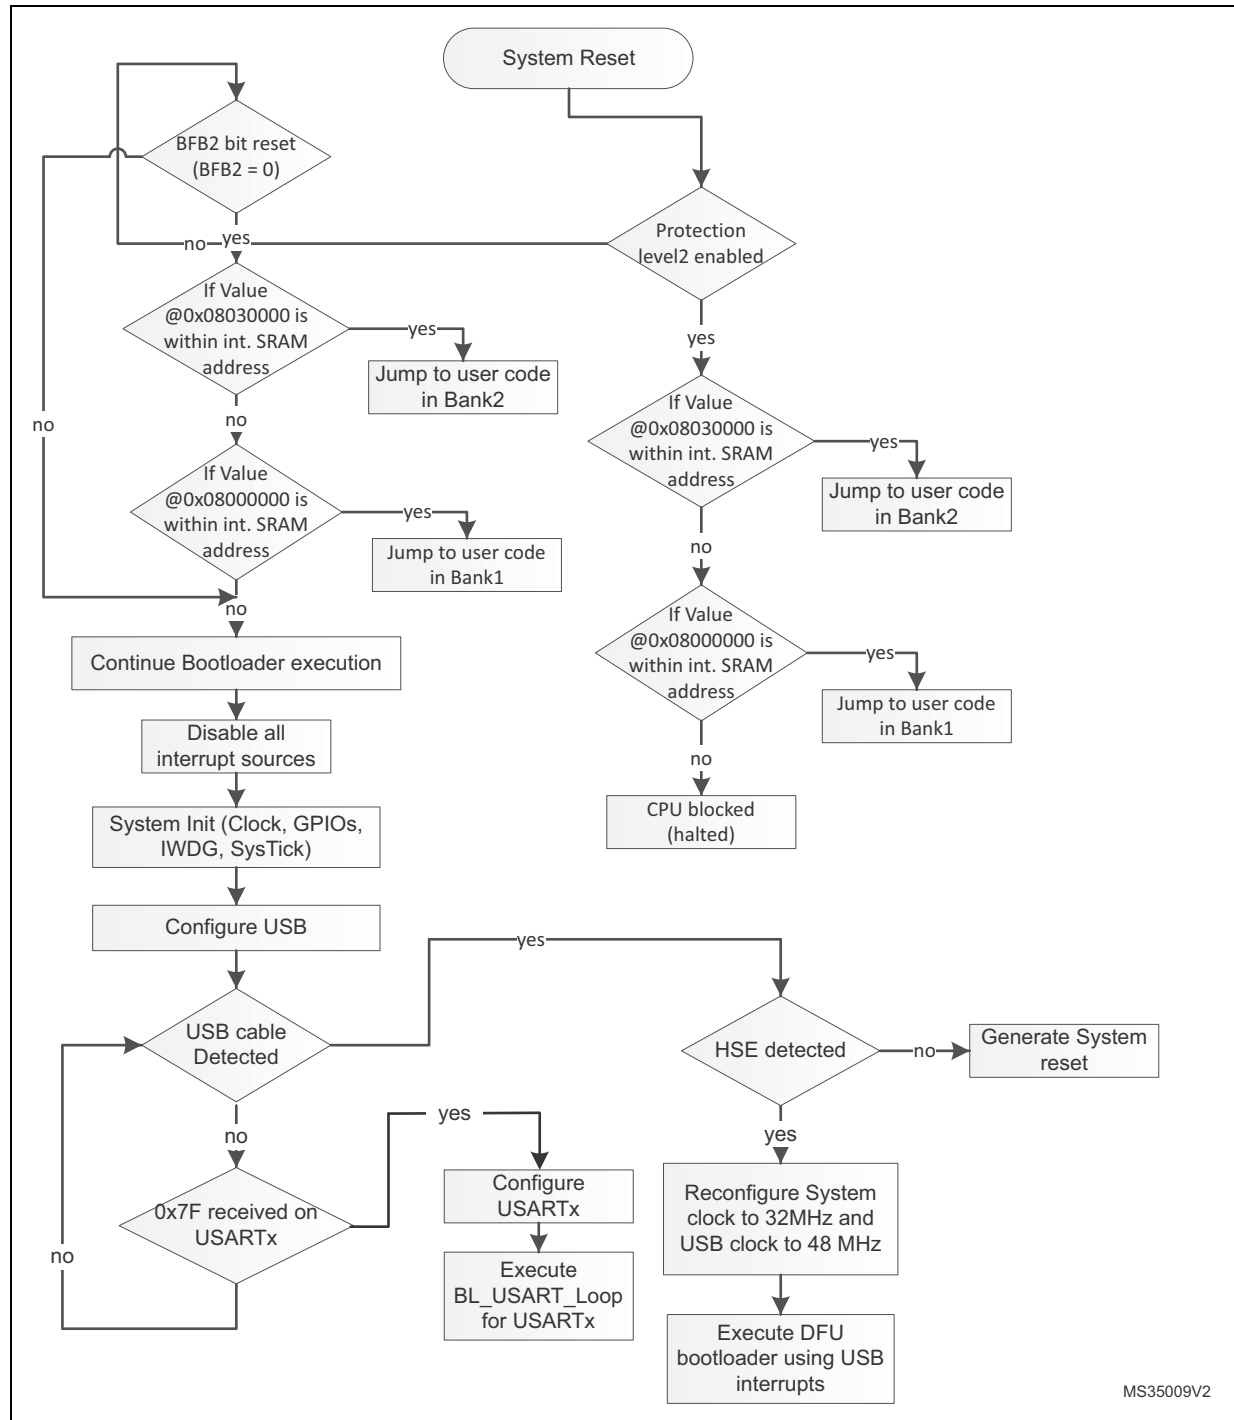 System Reset
BFB2 bit reset
(BFB2 = 0)
Protection
level2 enabled
no
yes
If Value
@0x08030000 is
within int. SRAM
address
yes
Jump to user code
in Bank2
yes
If Value
@0x08030000 is
within int. SRAM
address
yes
Jump to user code
in Bank2
no
no
If Value
@0x08000000 is
within int. SRAM
address
yes
Jump to user code
in Bank1
no
If Value
@0x08000000 is
within int. SRAM
address
yes
Jump to user code
in Bank1
no
no
Continue Bootloader execution
Disable all
interrupt sources
CPU blocked
(halted)
System Init (Clock, GPIOs,
IWDG, SysTick)
Configure USB
yes
USB cable
Detected
HSE detected
no
Generate System
reset
no
yes
yes
0x7F received on
USARTx
no
Configure
USARTx
Execute
BL_USART_Loop
for USARTx
Reconfigure System
clock to 32MHz and
USB clock to 48 MHz
Execute DFU
bootloader using USB
interrupts
MS35009V2